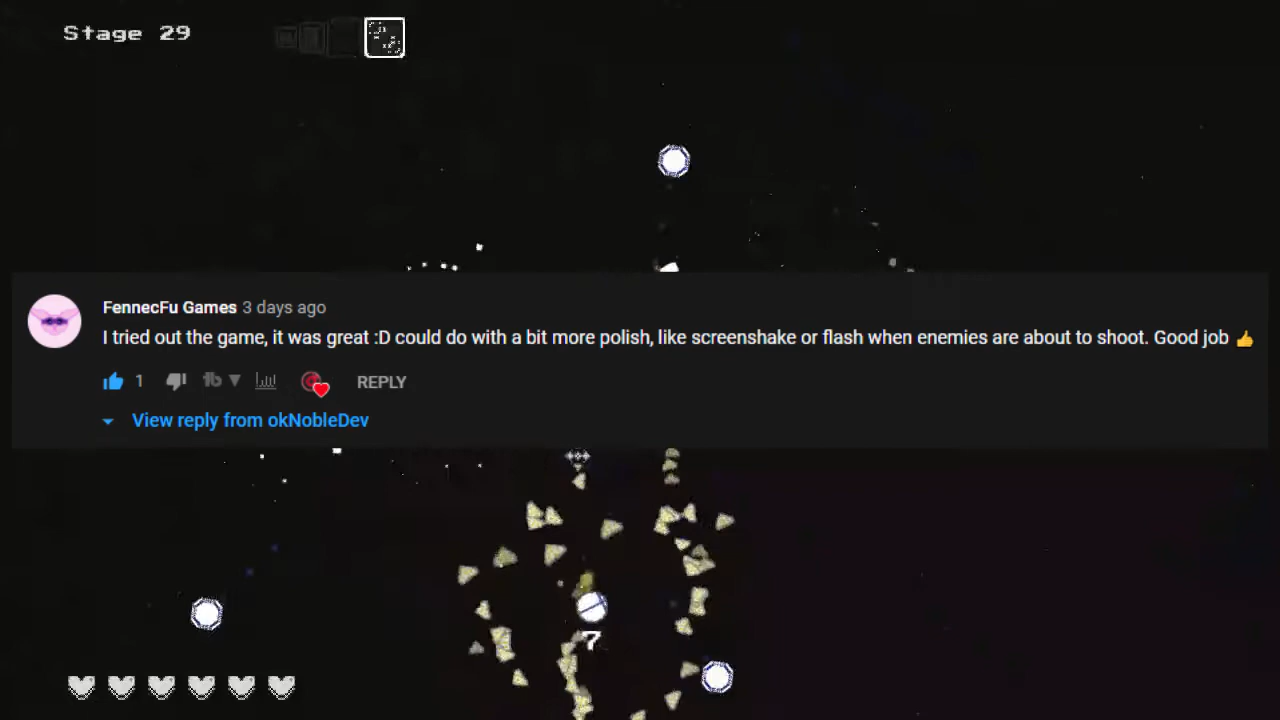 Stage 29
FennecFu Games 3 days ago
I tried out the game, it was great :D could do with a bit more polish, like screenshake or flash when enemies are about to shoot. Good job 👍
1 REPLY
View reply from okNobleDev
7